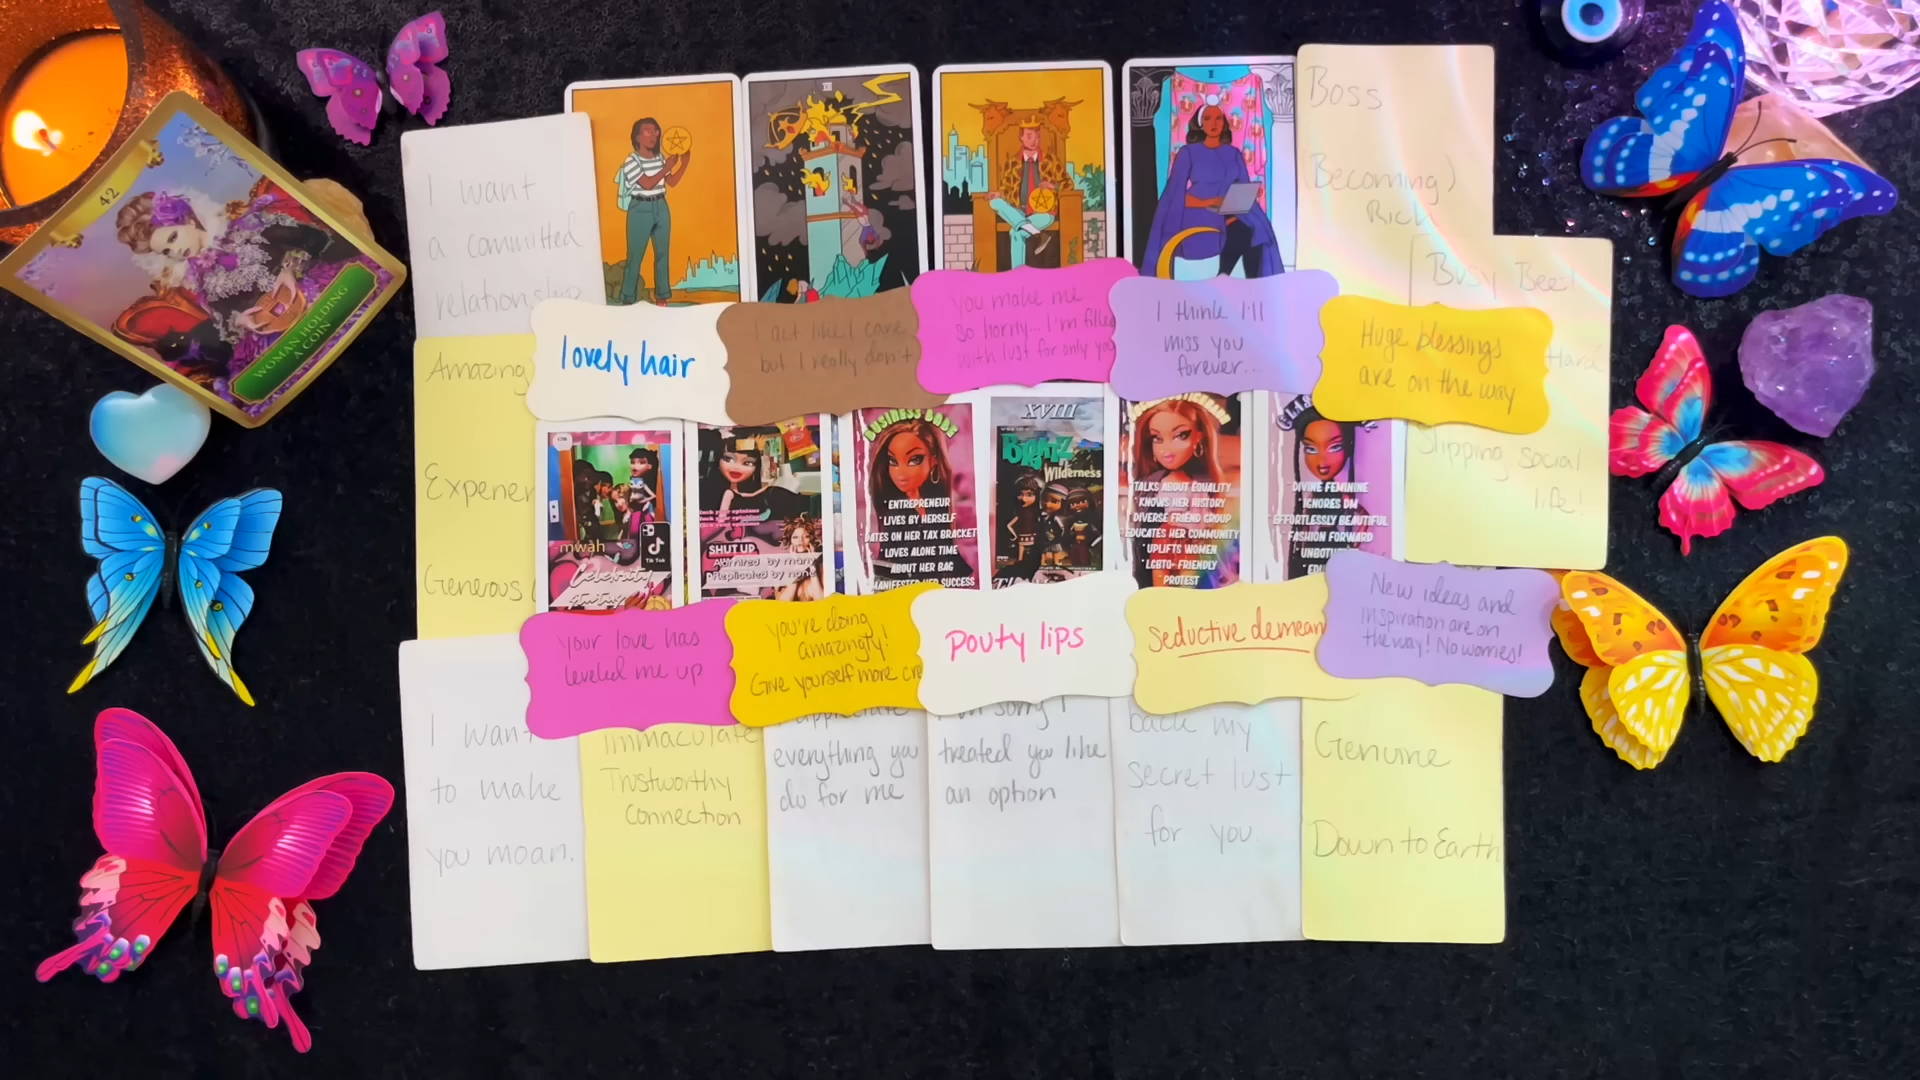 42
WOMAN HOLDING
A COIN
I want
a committed
relationship
Boss
(Becoming)
Rich
Busy Bee!
Hard
Slipping social
life.
lovely hair
I act like I care
but I really don't
you make me
so horny... I'm filled
with lust for only you
I think I'll
miss you
forever...
Huge blessings
are on the way
Amazing
Generous
mwah
TikTok
Celebrity
SHUT UP
Admired by many
Replicated by none
BUSINESS BABE
* ENTREPRENEUR
* LIVES BY HERSELF
DATES ON HER TAX BRACKET
* LOVES ALONE TIME
ABOUT HER BAG
MANIFESTED HER SUCCESS
XVIII
Bratz
Wilderness
TALKS ABOUT EQUALITY
* KNOWS HER HISTORY
DIVERSE FRIEND GROUP
EDUCATES HER COMMUNITY
* UPLIFTS WOMEN
* LGBTQ+ FRIENDLY
* PROTEST
DIVINE FEMININE
* IGNORES DM
EFFORTLESSLY BEAUTIFUL
* FASHION FORWARD
your love has
leveled me up
you're doing
amazingly!
Give yourself more
pouty lips
seductive
New ideas and
inspiration are on
the way! No worries!
I want
to make
you moan.
Immaculate
Trustworthy
Connection
appreciate
everything you
do for me
I'm sorry I
treated you like
an option
back my
secret lust
for you
Genuine
Down to Earth